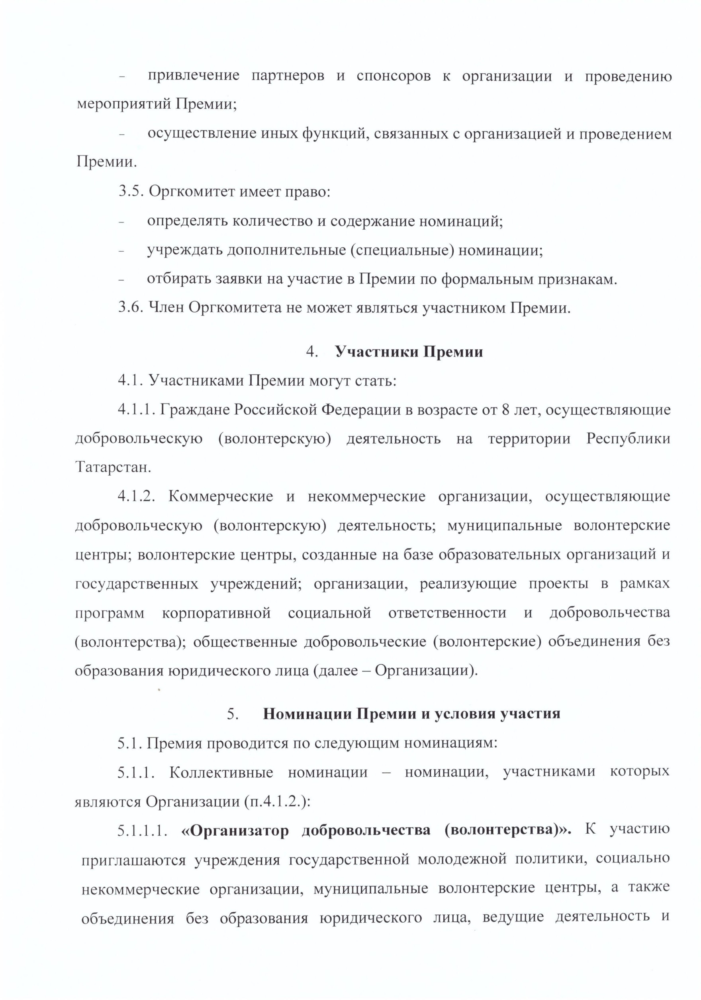 - привлечение партнеров и спонсоров к организации и проведению
мероприятий Премии;
- осуществление иных функций, связанных с организацией и проведением
Премии.
3.5. Оргкомитет имеет право:
- определять количество и содержание номинаций;
- учреждать дополнительные (специальные) номинации;
- отбирать заявки на участие в Премии по формальным признакам.
3.6. Член Оргкомитета не может являться участником Премии.
4. Участники Премии
4.1. Участниками Премии могут стать:
4.1.1. Граждане Российской Федерации в возрасте от 8 лет, осуществляющие
добровольческую (волонтерскую) деятельность на территории Республики
Татарстан.
4.1.2. Коммерческие и некоммерческие организации, осуществляющие
добровольческую (волонтерскую) деятельность; муниципальные волонтерские
центры; волонтерские центры, созданные на базе образовательных организаций и
государственных учреждений; организации, реализующие проекты в рамках
программ корпоративной социальной ответственности и добровольчества
(волонтерства); общественные добровольческие (волонтерские) объединения без
образования юридического лица (далее – Организации).
5. Номинации Премии и условия участия
5.1. Премия проводится по следующим номинациям:
5.1.1. Коллективные номинации – номинации, участниками которых
являются Организации (п.4.1.2.):
5.1.1.1. «Организатор добровольчества (волонтерства)». К участию
приглашаются учреждения государственной молодежной политики, социально
некоммерческие организации, муниципальные волонтерские центры, а также
объединения без образования юридического лица, ведущие деятельность и